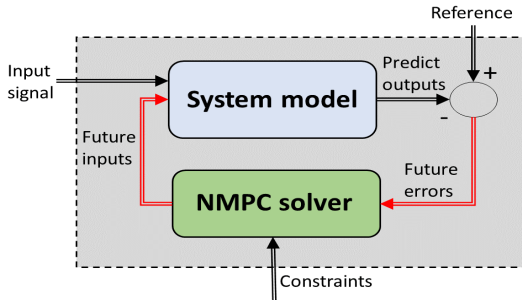 Reference
Input
signal
System model
Predict
outputs
+
-
Future
inputs
Future
errors
NMPC solver
Constraints